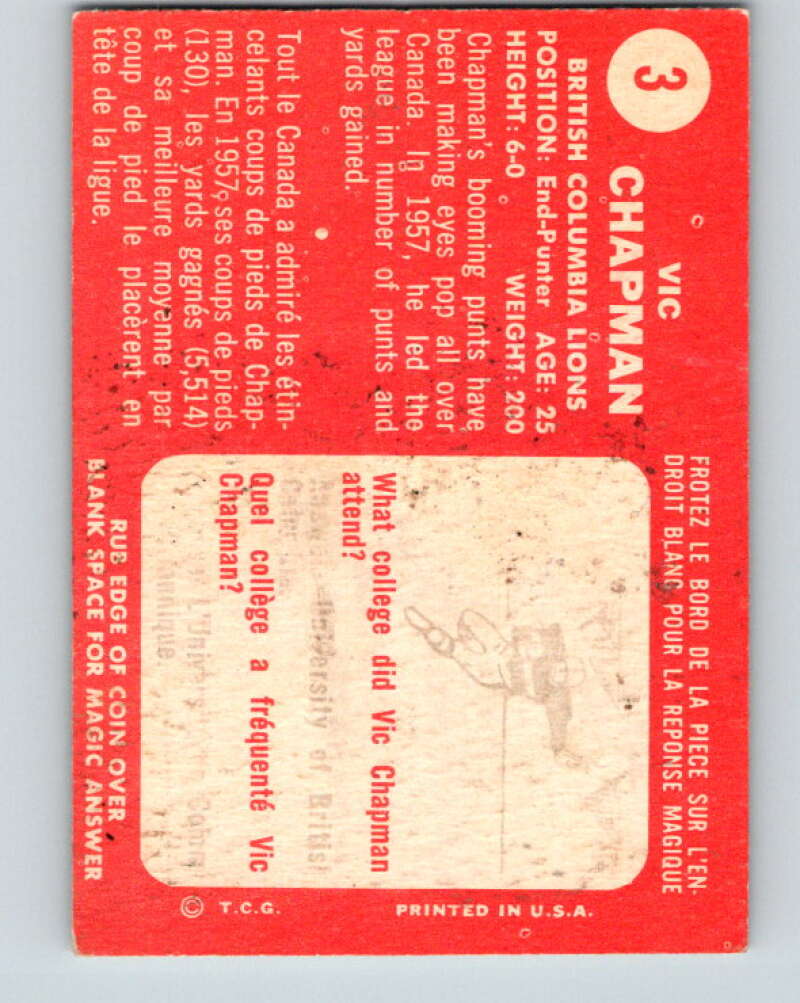 3
VIC
CHAPMAN
BRITISH COLUMBIA LIONS
POSITION: End-Punter AGE: 25
HEIGHT: 6-0 WEIGHT: 200
Chapman's booming punts have
been making eyes pop all over
Canada. In 1957, he led the
league in number of punts and
yards gained.
Tout le Canada a admiré les étin-
celants coups de pieds de Chap-
man. En 1957, ses coups de pieds
(130), les yards gagnés (5,514)
et sa meilleure moyenne par
coup de pied le placèrent en
tête de la ligue.
FROTEZ LE BORD DE LA PIECE SUR L'EN-
DROIT BLANC POUR LA REPONSE MAGIQUE
What college did Vic Chapman
attend?
University of British
Quel collège a fréquenté Vic
Chapman?
RUB EDGE OF COIN OVER
BLANK SPACE FOR MAGIC ANSWER
© T.C.G. PRINTED IN U.S.A.